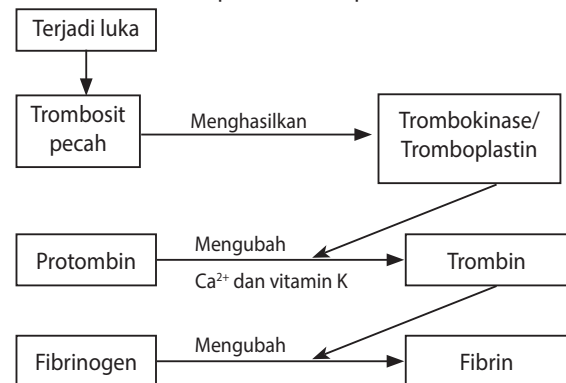 Terjadi luka
Trombosit
pecah
Menghasilkan
Trombokinase/
Tromboplastin
Protombin
Mengubah
Ca²⁺ dan vitamin K
Trombin
Fibrinogen
Mengubah
Fibrin